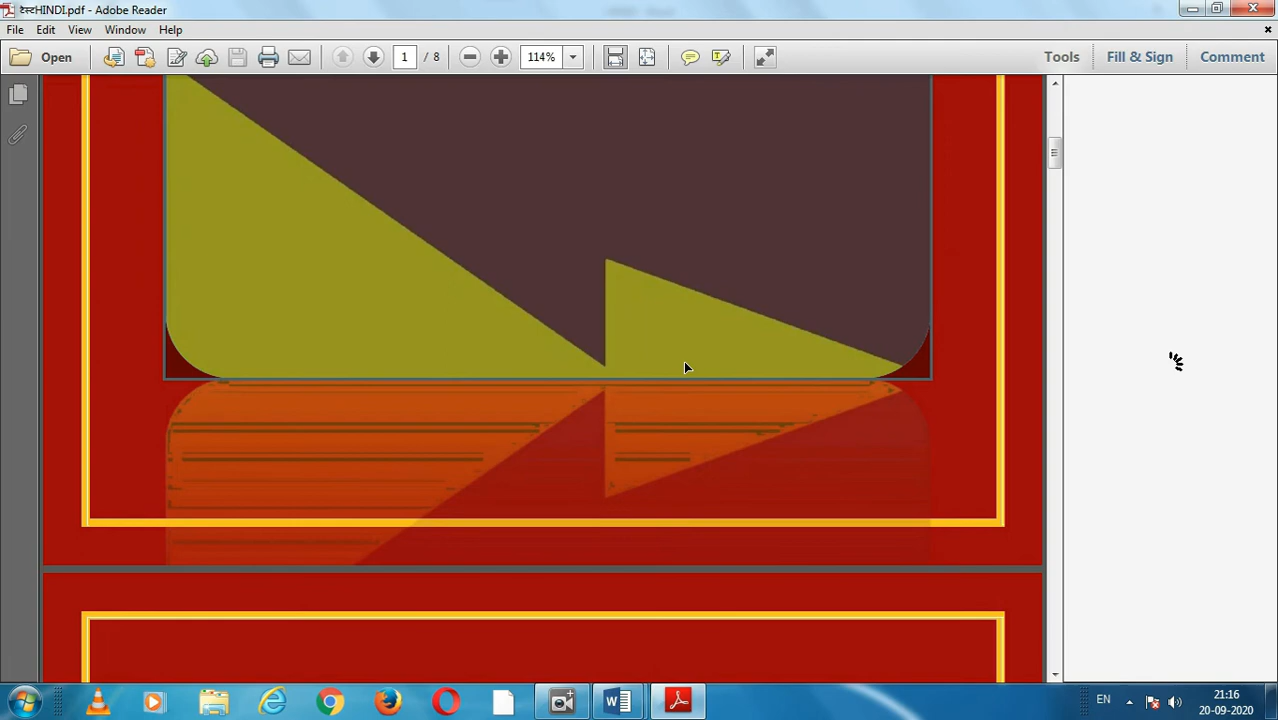 टेस्टHINDI.pdf - Adobe Reader
File Edit View Window Help
Open 1 / 8 114% Tools Fill & Sign Comment
EN 21:16
20-09-2020